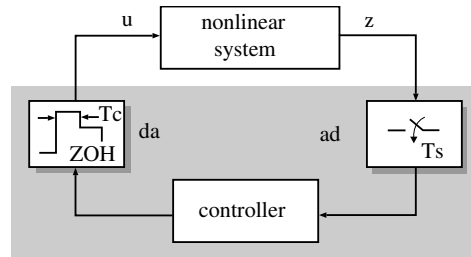 u
nonlinear
system
z
Tc
ZOH
da
ad
Ts
controller